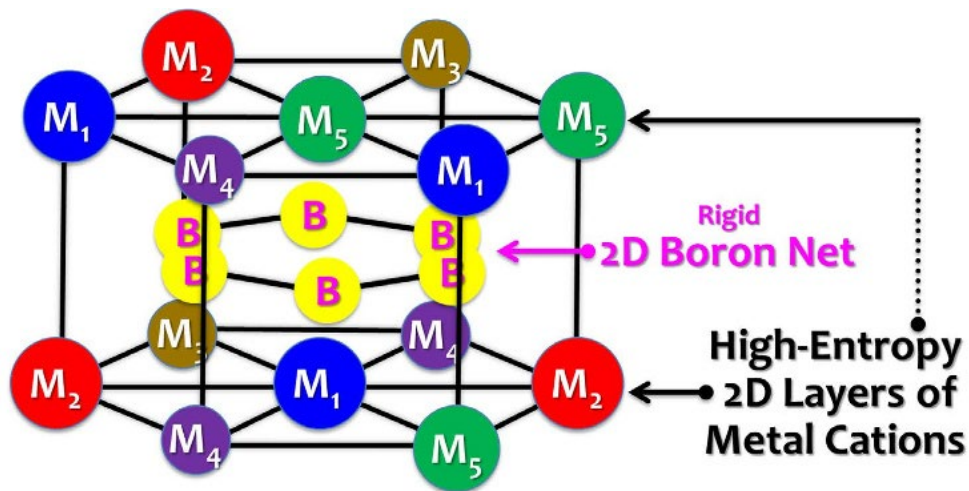 M₂
M₃
M₁
M₅
M₅
M₄
M₁
B
B
B
Rigid
2D Boron Net
B
B
B
M₃
M₄
High-Entropy
2D Layers of
Metal Cations
M₂
M₁
M₂
M₄
M₅